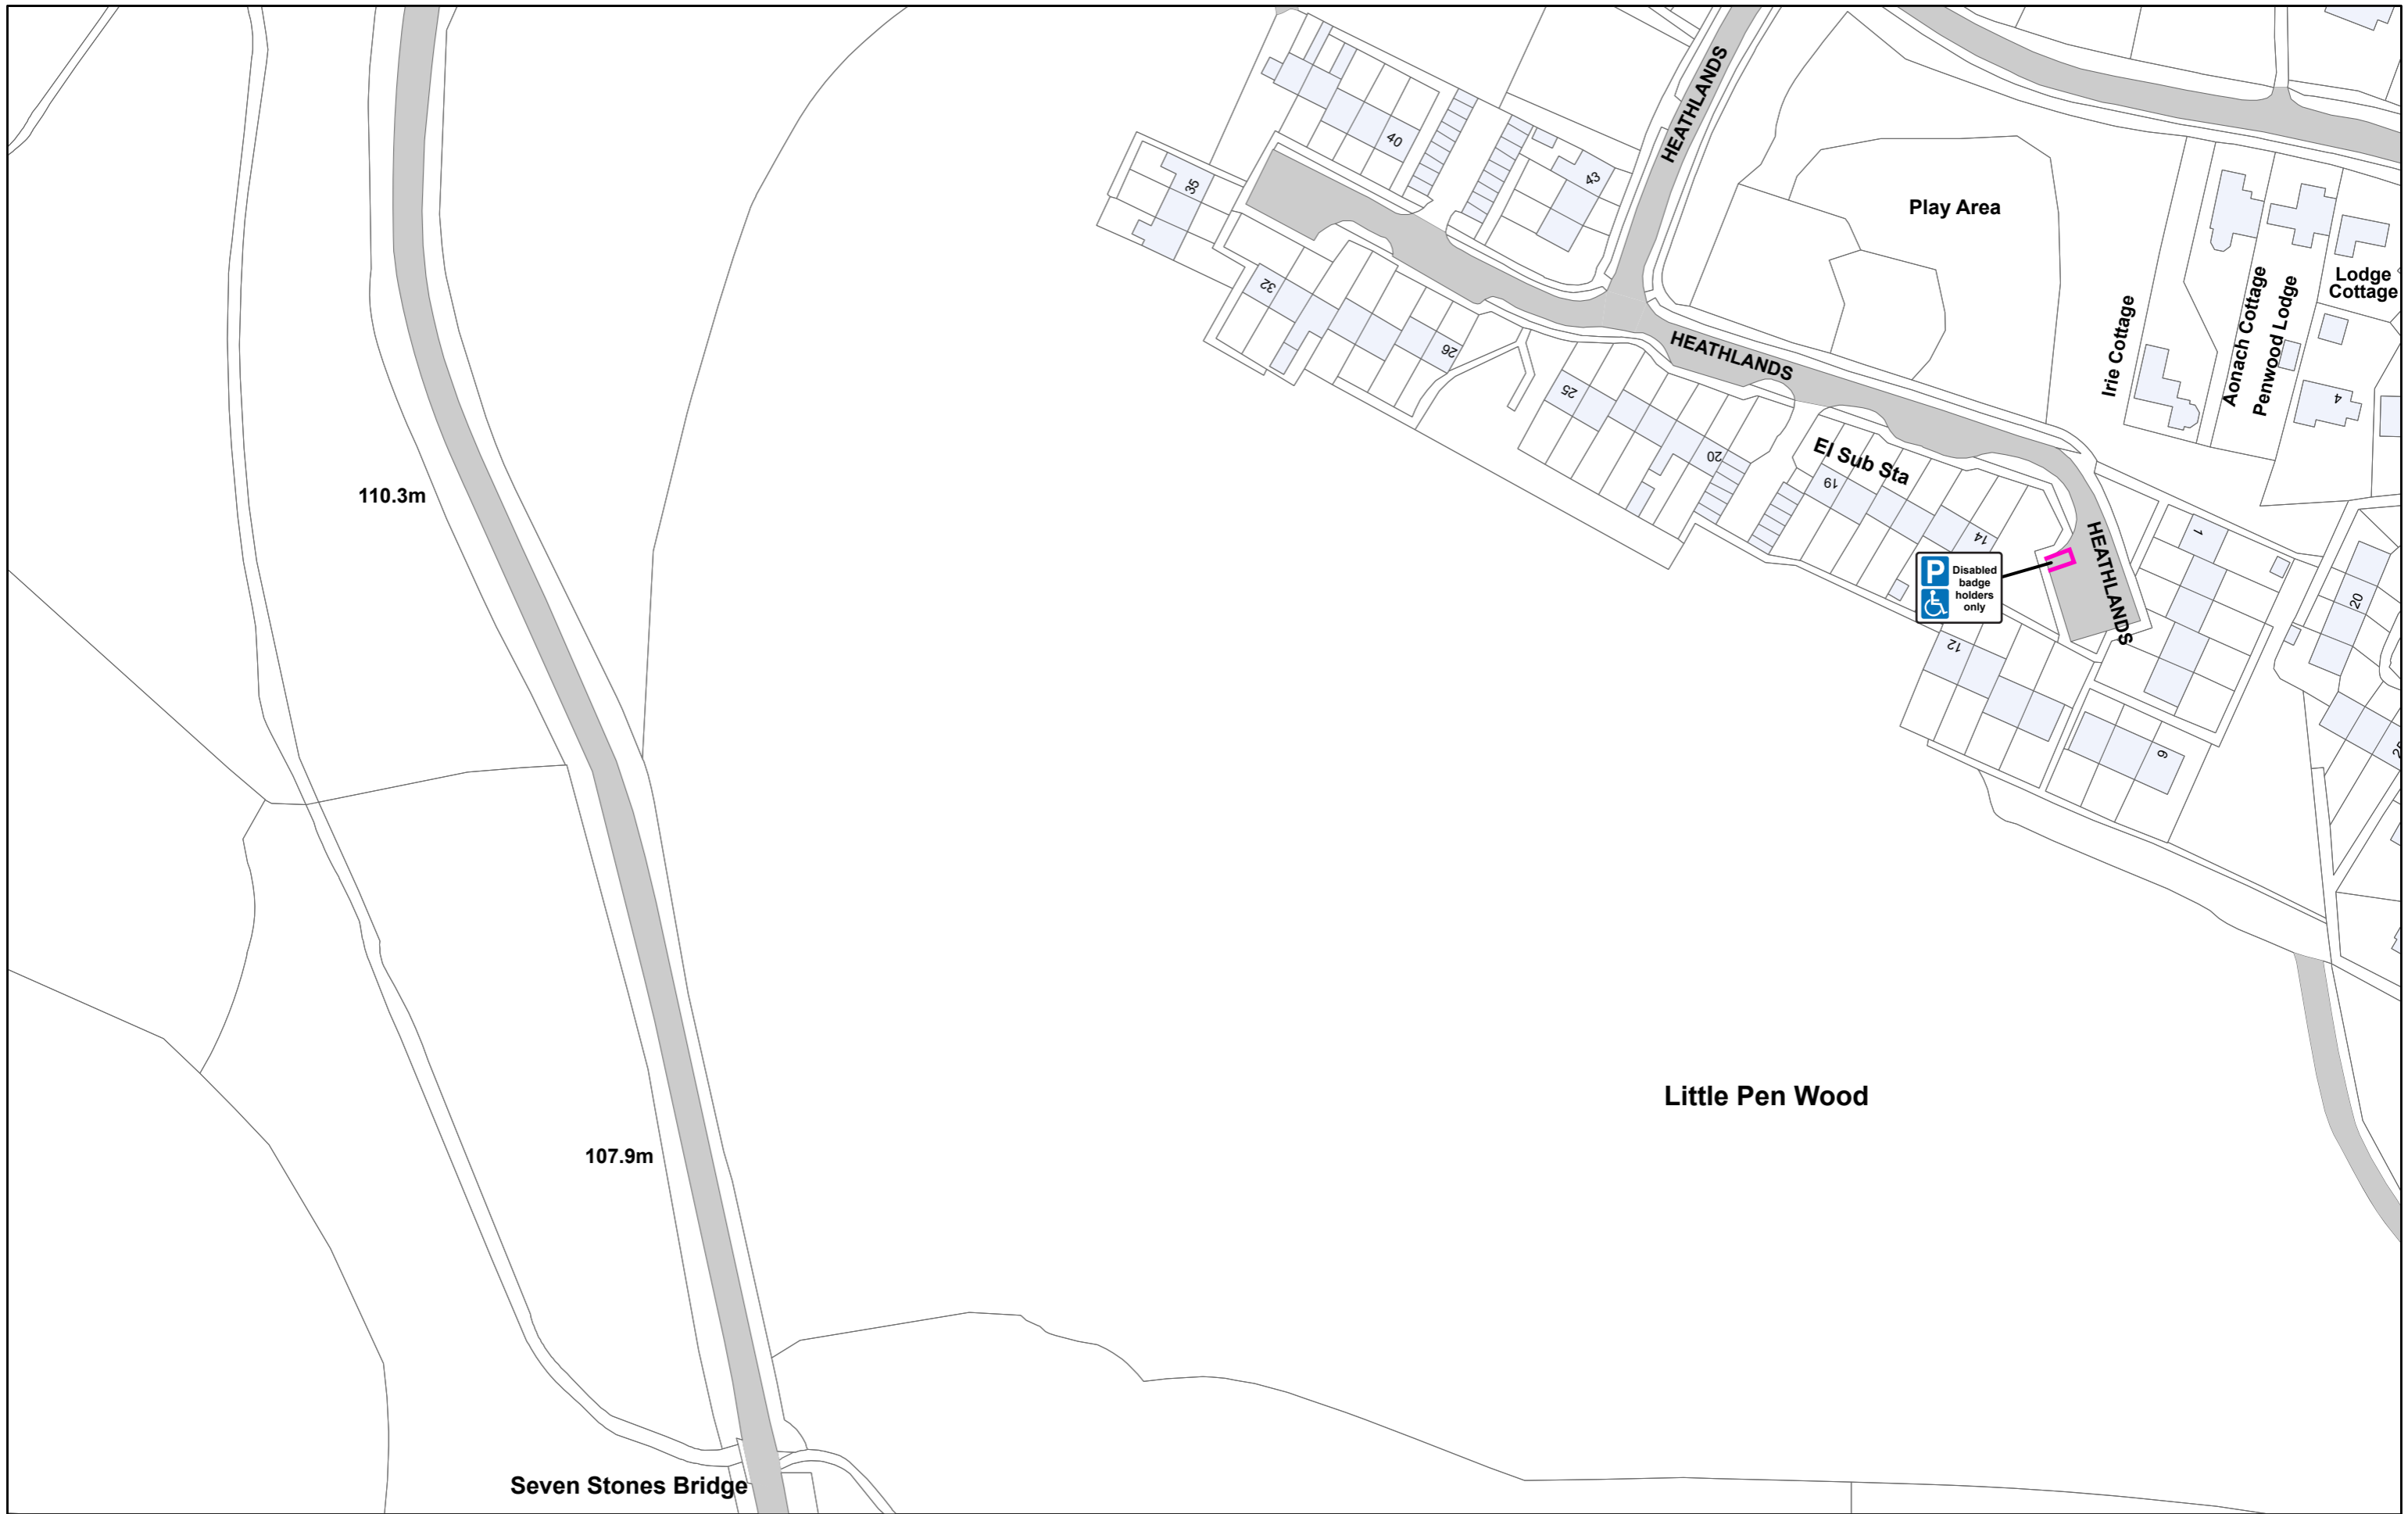 HEATHLANDS
40
43
35
Play Area
Lodge
Cottage
32
Irie Cottage
Aonach Cottage
Penwood Lodge
HEATHLANDS
26
25
4
20
El Sub Sta
19
110.3m
14
HEATHLANDS
1
P
Disabled
badge
holders
only
20
12
9
Little Pen Wood
107.9m
Seven Stones Bridge